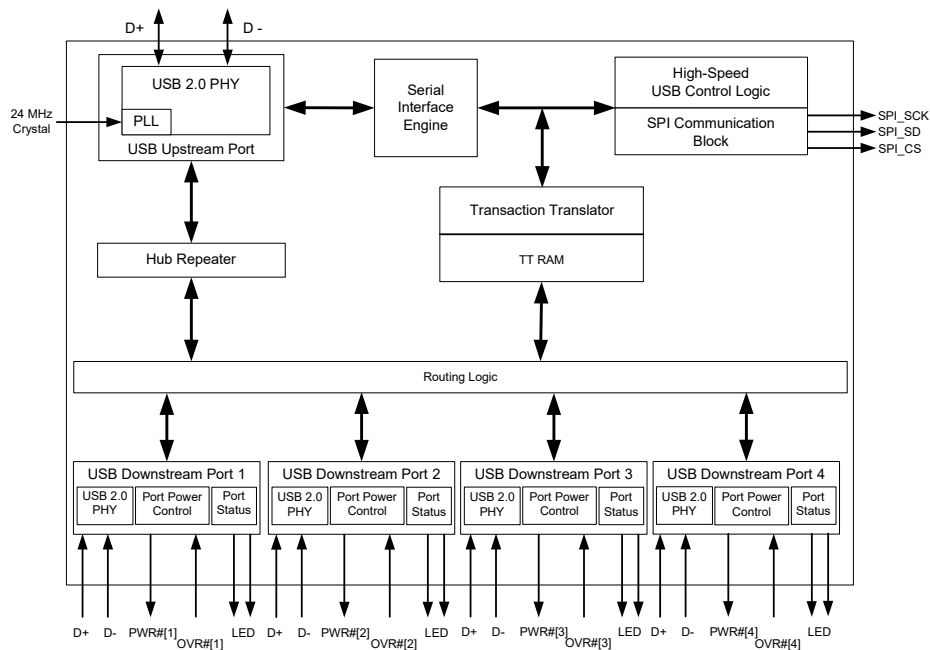 D+ D -
USB 2.0 PHY
PLL
USB Upstream Port
24 MHz
Crystal
Serial
Interface
Engine
High-Speed
USB Control Logic
SPI Communication
Block
SPI_SCK
SPI_SD
SPI_CS
Transaction Translator
TT RAM
Hub Repeater
Routing Logic
USB Downstream Port 1
USB 2.0
PHY
Port Power
Control
Port
Status
USB Downstream Port 2
USB 2.0
PHY
Port Power
Control
Port
Status
USB Downstream Port 3
USB 2.0
PHY
Port Power
Control
Port
Status
USB Downstream Port 4
USB 2.0
PHY
Port Power
Control
Port
Status
D+ D- PWR#[1] OVR#[1] LED
D+ D- PWR#[2] OVR#[2] LED
D+ D- PWR#[3] OVR#[3] LED
D+ D- PWR#[4] OVR#[4] LED